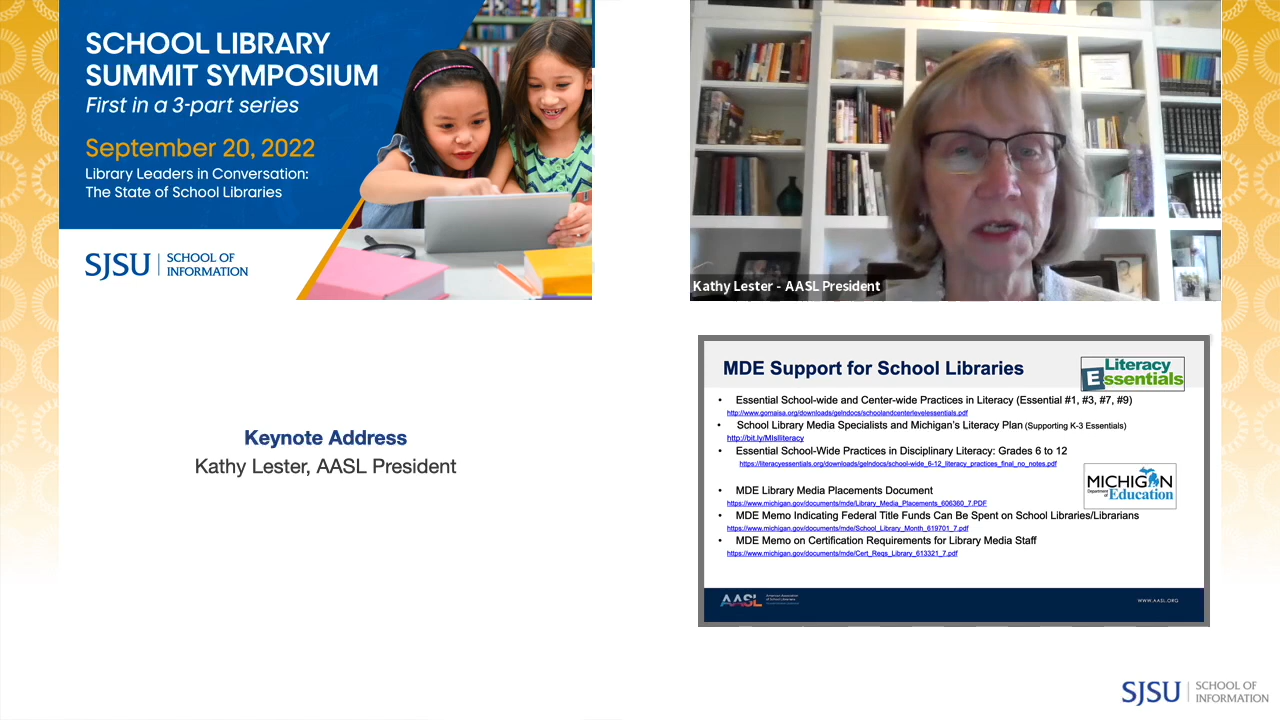 SCHOOL LIBRARY
SUMMIT SYMPOSIUM
First in a 3-part series
September 20, 2022
Library Leaders in Conversation:
The State of School Libraries
SJSU | SCHOOL OF
INFORMATION
Kathy Lester - AASL President
Keynote Address
Kathy Lester, AASL President
MDE Support for School Libraries
Literacy
Essentials
• Essential School-wide and Center-wide Practices in Literacy (Essential #1, #3, #7, #9)
http://www.gomaisa.org/downloads/gelndocs/schoolandcenterlevelessentials.pdf
• School Library Media Specialists and Michigan's Literacy Plan (Supporting K-3 Essentials)
http://bit.ly/MIslliteracy
• Essential School-Wide Practices in Disciplinary Literacy: Grades 6 to 12
https://literacyessentials.org/downloads/gelndocs/school-wide_6-12_literacy_practices_final_no_notes.pdf
MICHIGAN
Department of Education
• MDE Library Media Placements Document
https://www.michigan.gov/documents/mde/Library_Media_Placements_606360_7.PDF
• MDE Memo Indicating Federal Title Funds Can Be Spent on School Libraries/Librarians
https://www.michigan.gov/documents/mde/School_Library_Month_619701_7.pdf
• MDE Memo on Certification Requirements for Library Media Staff
https://www.michigan.gov/documents/mde/Cert_Reqs_Library_613321_7.pdf
AASL American Association
of School Librarians
WWW.AASL.ORG
SJSU | SCHOOL OF
INFORMATION